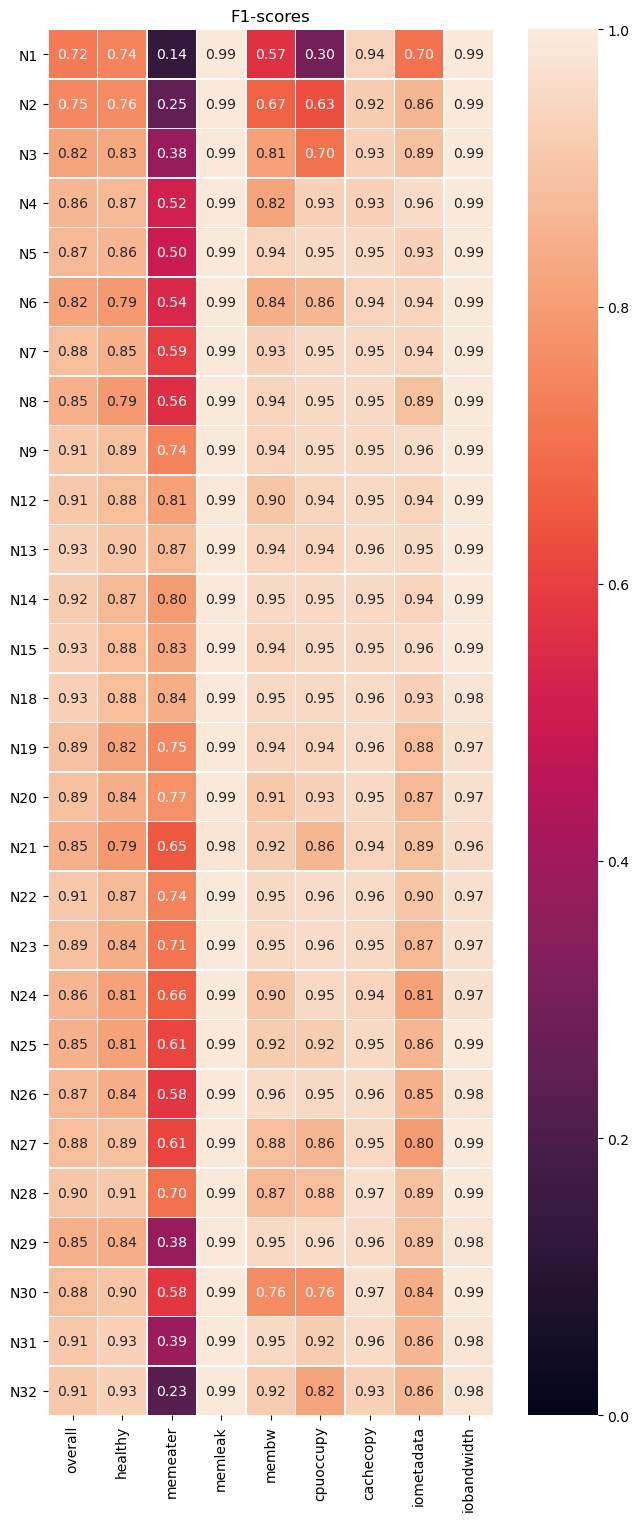 F1-scores
N1 0.72 0.74 0.14 0.99 0.57 0.30 0.94 0.70 0.99
N2 0.75 0.76 0.25 0.99 0.67 0.63 0.92 0.86 0.99
N3 0.82 0.83 0.38 0.99 0.81 0.70 0.93 0.89 0.99
N4 0.86 0.87 0.52 0.99 0.82 0.93 0.93 0.96 0.99
N5 0.87 0.86 0.50 0.99 0.94 0.95 0.95 0.93 0.99
N6 0.82 0.79 0.54 0.99 0.84 0.86 0.94 0.94 0.99
N7 0.88 0.85 0.59 0.99 0.93 0.95 0.95 0.94 0.99
N8 0.85 0.79 0.56 0.99 0.94 0.95 0.95 0.89 0.99
N9 0.91 0.89 0.74 0.99 0.94 0.95 0.95 0.96 0.99
N12 0.91 0.88 0.81 0.99 0.90 0.94 0.95 0.94 0.99
N13 0.93 0.90 0.87 0.99 0.94 0.94 0.96 0.95 0.99
N14 0.92 0.87 0.80 0.99 0.95 0.95 0.95 0.94 0.99
N15 0.93 0.88 0.83 0.99 0.94 0.95 0.95 0.96 0.99
N18 0.93 0.88 0.84 0.99 0.95 0.95 0.96 0.93 0.98
N19 0.89 0.82 0.75 0.99 0.94 0.94 0.96 0.88 0.97
N20 0.89 0.84 0.77 0.99 0.91 0.93 0.95 0.87 0.97
N21 0.85 0.79 0.65 0.98 0.92 0.86 0.94 0.89 0.96
N22 0.91 0.87 0.74 0.99 0.95 0.96 0.96 0.90 0.97
N23 0.89 0.84 0.71 0.99 0.95 0.96 0.95 0.87 0.97
N24 0.86 0.81 0.66 0.99 0.90 0.95 0.94 0.81 0.97
N25 0.85 0.81 0.61 0.99 0.92 0.92 0.95 0.86 0.99
N26 0.87 0.84 0.58 0.99 0.96 0.95 0.96 0.85 0.98
N27 0.88 0.89 0.61 0.99 0.88 0.86 0.95 0.80 0.99
N28 0.90 0.91 0.70 0.99 0.87 0.88 0.97 0.89 0.99
N29 0.85 0.84 0.38 0.99 0.95 0.96 0.96 0.89 0.98
N30 0.88 0.90 0.58 0.99 0.76 0.76 0.97 0.84 0.99
N31 0.91 0.93 0.39 0.99 0.95 0.92 0.96 0.86 0.98
N32 0.91 0.93 0.23 0.99 0.92 0.82 0.93 0.86 0.98
overall
healthy
memeater
memleak
membw
cpuoccupy
cachecopy
iometadata
iobandwidth
1.0
0.8
0.6
0.4
0.2
0.0